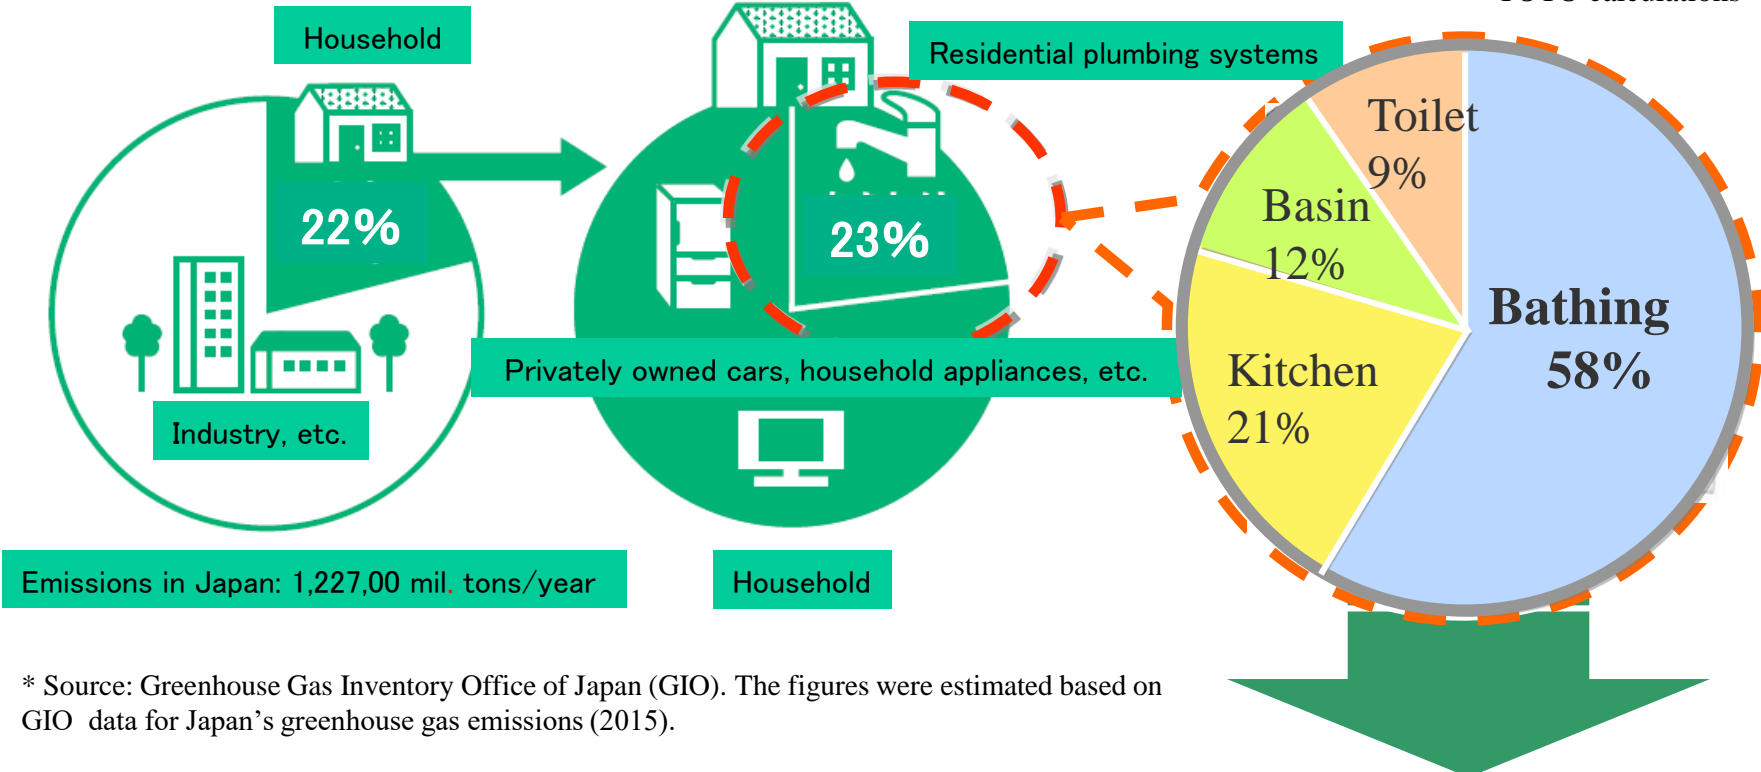 Household
Residential plumbing systems
Toilet
9%
Basin
12%
22%
23%
Bathing
58%
Kitchen
21%
Privately owned cars, household appliances, etc.
Industry, etc.
Emissions in Japan: 1,227,00 mil. tons/year
Household
* Source: Greenhouse Gas Inventory Office of Japan (GIO). The figures were estimated based on
GIO data for Japan’s greenhouse gas emissions (2015).